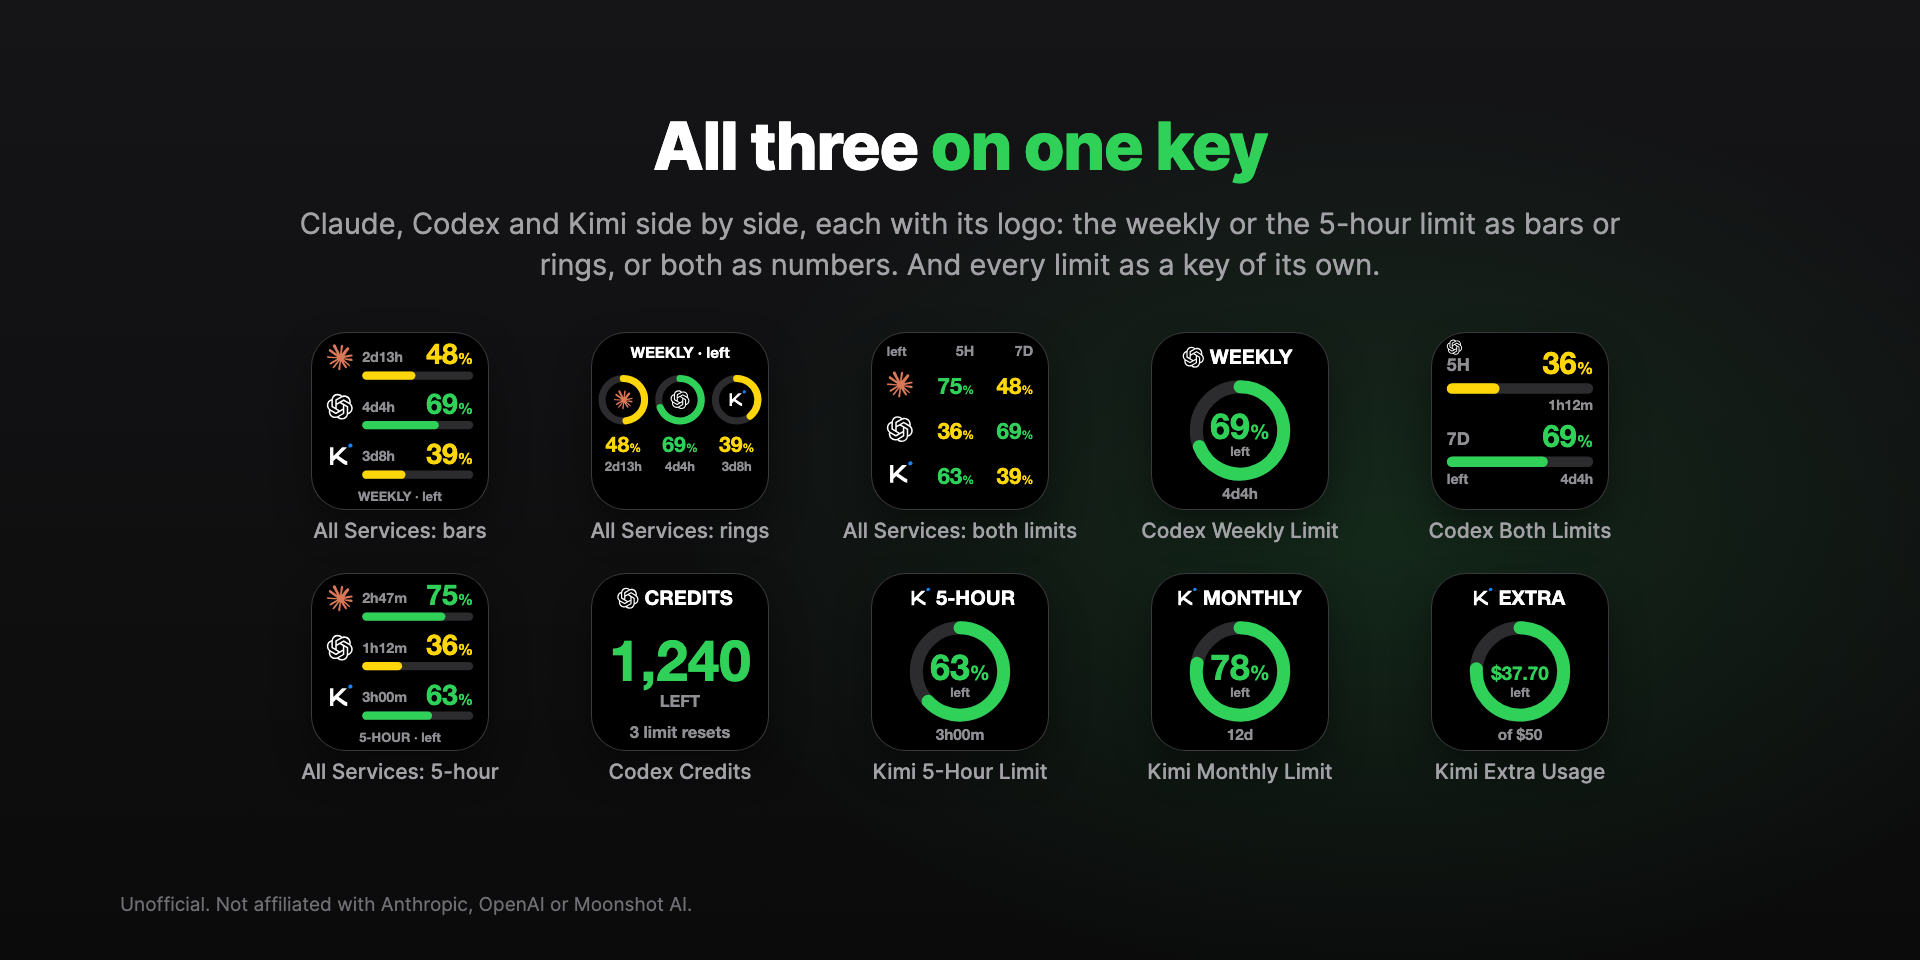 All three on one key
Claude, Codex and Kimi side by side, each with its logo: the weekly or the 5-hour limit as bars or
rings, or both as numbers. And every limit as a key of its own.
2d13h 48%
4d4h 69%
3d8h 39%
WEEKLY · left
All Services: bars
WEEKLY · left
48% 69% 39%
2d13h 4d4h 3d8h
All Services: rings
left 5H 7D
75% 48%
36% 69%
63% 39%
All Services: both limits
WEEKLY
69%
left
4d4h
Codex Weekly Limit
5H 36%
1h12m
7D 69%
left 4d4h
Codex Both Limits
2h47m 75%
1h12m 36%
3h00m 63%
5-HOUR · left
All Services: 5-hour
CREDITS
1,240
LEFT
3 limit resets
Codex Credits
5-HOUR
63%
left
3h00m
Kimi 5-Hour Limit
MONTHLY
78%
left
12d
Kimi Monthly Limit
EXTRA
$37.70
left
of $50
Kimi Extra Usage
Unofficial. Not affiliated with Anthropic, OpenAI or Moonshot AI.